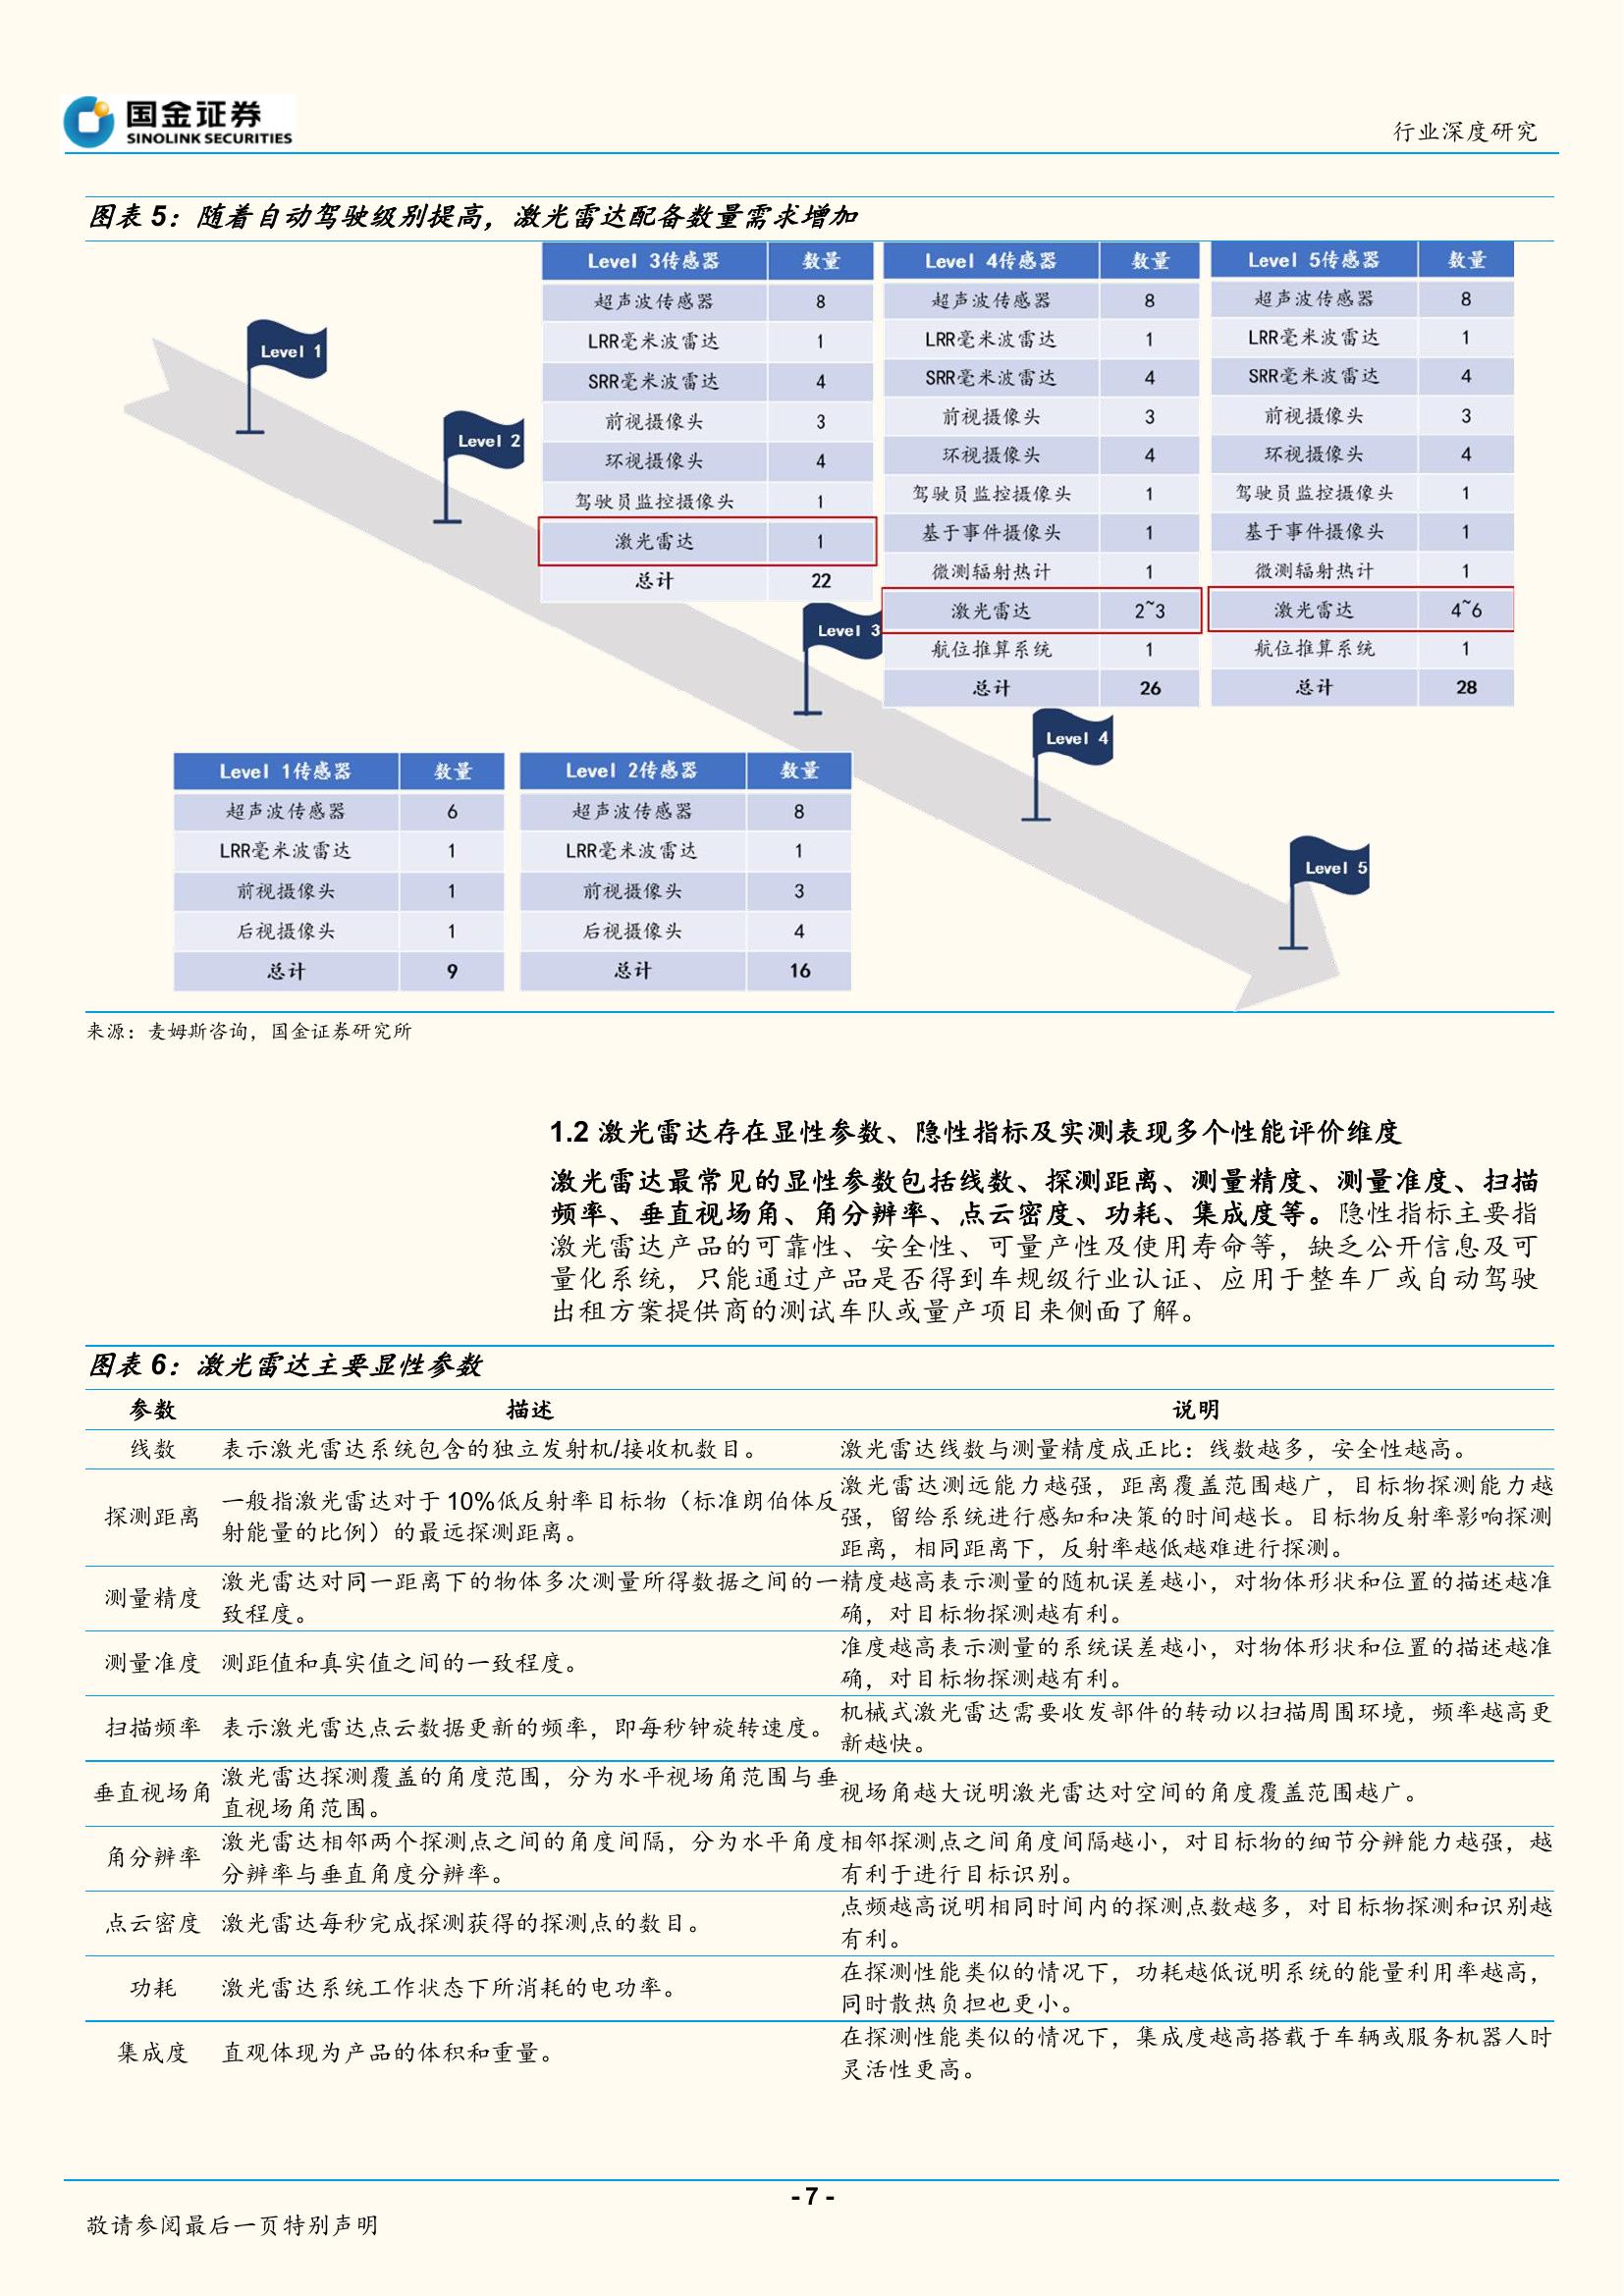 国金证券
SINOLINK SECURITIES
行业深度研究
图表 5：随着自动驾驶级别提高，激光雷达配备数量需求增加
Level 1
Level 2
Level 3
Level 4
Level 5
Level 3传感器 数量
超声波传感器 8
LRR毫米波雷达 1
SRR毫米波雷达 4
前视摄像头 3
环视摄像头 4
驾驶员监控摄像头 1
激光雷达 1
总计 22
Level 4传感器 数量
超声波传感器 8
LRR毫米波雷达 1
SRR毫米波雷达 4
前视摄像头 3
环视摄像头 4
驾驶员监控摄像头 1
基于事件摄像头 1
微测辐射热计 1
激光雷达 2~3
航位推算系统 1
总计 26
Level 5传感器 数量
超声波传感器 8
LRR毫米波雷达 1
SRR毫米波雷达 4
前视摄像头 3
环视摄像头 4
驾驶员监控摄像头 1
基于事件摄像头 1
微测辐射热计 1
激光雷达 4~6
航位推算系统 1
总计 28
Level 1传感器 数量
超声波传感器 6
LRR毫米波雷达 1
前视摄像头 1
后视摄像头 1
总计 9
Level 2传感器 数量
超声波传感器 8
LRR毫米波雷达 1
前视摄像头 3
后视摄像头 4
总计 16
来源：麦姆斯咨询，国金证券研究所
1.2 激光雷达存在显性参数、隐性指标及实测表现多个性能评价维度
激光雷达最常见的显性参数包括线数、探测距离、测量精度、测量准度、扫描
频率、垂直视场角、角分辨率、点云密度、功耗、集成度等。隐性指标主要指
激光雷达产品的可靠性、安全性、可量产性及使用寿命等，缺乏公开信息及可
量化系统，只能通过产品是否得到车规级行业认证、应用于整车厂或自动驾驶
出租方案提供商的测试车队或量产项目来侧面了解。
图表 6：激光雷达主要显性参数
参数 描述 说明
线数 表示激光雷达系统包含的独立发射机/接收机数目。 激光雷达线数与测量精度成正比：线数越多，安全性越高。
探测距离
一般指激光雷达对于 10%低反射率目标物（标准朗伯体反
射能量的比例）的最远探测距离。
激光雷达测远能力越强，距离覆盖范围越广，目标物探测能力越
强，留给系统进行感知和决策的时间越长。目标物反射率影响探测
距离，相同距离下，反射率越低越难进行探测。
测量精度
激光雷达对同一距离下的物体多次测量所得数据之间的一
致程度。
精度越高表示测量的随机误差越小，对物体形状和位置的描述越准
确，对目标物探测越有利。
测量准度 测距值和真实值之间的一致程度。
准度越高表示测量的系统误差越小，对物体形状和位置的描述越准
确，对目标物探测越有利。
扫描频率 表示激光雷达点云数据更新的频率，即每秒钟旋转速度。
机械式激光雷达需要收发部件的转动以扫描周围环境，频率越高更
新越快。
垂直视场角
激光雷达探测覆盖的角度范围，分为水平视场角范围与垂
直视场角范围。
视场角越大说明激光雷达对空间的角度覆盖范围越广。
角分辨率
激光雷达相邻两个探测点之间的角度间隔，分为水平角度
分辨率与垂直角度分辨率。
相邻探测点之间角度间隔越小，对目标物的细节分辨能力越强，越
有利于进行目标识别。
点云密度 激光雷达每秒完成探测获得的探测点的数目。
点频越高说明相同时间内的探测点数越多，对目标物探测和识别越
有利。
功耗 激光雷达系统工作状态下所消耗的电功率。
在探测性能类似的情况下，功耗越低说明系统的能量利用率越高，
同时散热负担也更小。
集成度 直观体现为产品的体积和重量。
在探测性能类似的情况下，集成度越高搭载于车辆或服务机器人时
灵活性更高。
- 7 -
敬请参阅最后一页特别声明